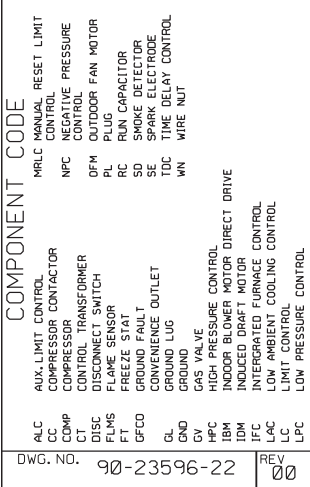 COMPONENT CODE
ALC AUX.LIMIT CONTROL
CC COMPRESSOR CONTACTOR
COMP COMPRESSOR
CT CONTROL TRANSFORMER
DISC DISCONNECT SWITCH
FLMS FLAME SENSOR
FT FREEZE STAT
GFCO GROUND FAULT
CONVENIENCE OUTLET
GL GROUND LUG
GND GROUND
GV GAS VALVE
HPC HIGH PRESSURE CONTROL
IBM INDOOR BLOWER MOTOR DIRECT DRIVE
IDM INDUCED DRAFT MOTOR
IFC INTERGRATED FURNACE CONTROL
LAC LOW AMBIENT COOLING CONTROL
LC LIMIT CONTROL
LPC LOW PRESSURE CONTROL
MRLC MANUAL RESET LIMIT
CONTROL
NPC NEGATIVE PRESSURE
CONTROL
OFM OUTDOOR FAN MOTOR
PL PLUG
RC RUN CAPACITOR
SD SMOKE DETECTOR
SE SPARK ELECTRODE
TDC TIME DELAY CONTROL
WN WIRE NUT
DWG. NO. 90-23596-22
REV 00